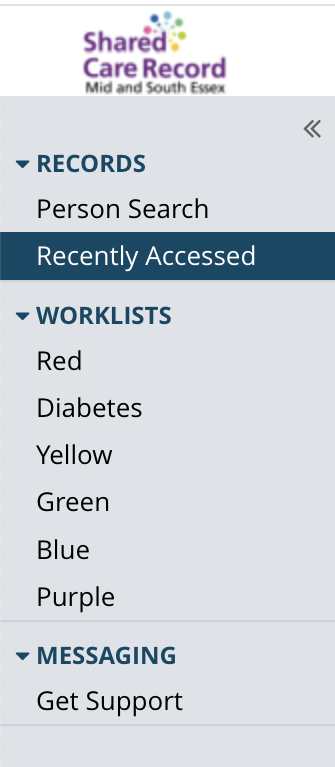 Shared
Care Record
Mid and South Essex
RECORDS
Person Search
Recently Accessed
WORKLISTS
Red
Diabetes
Yellow
Green
Blue
Purple
MESSAGING
Get Support